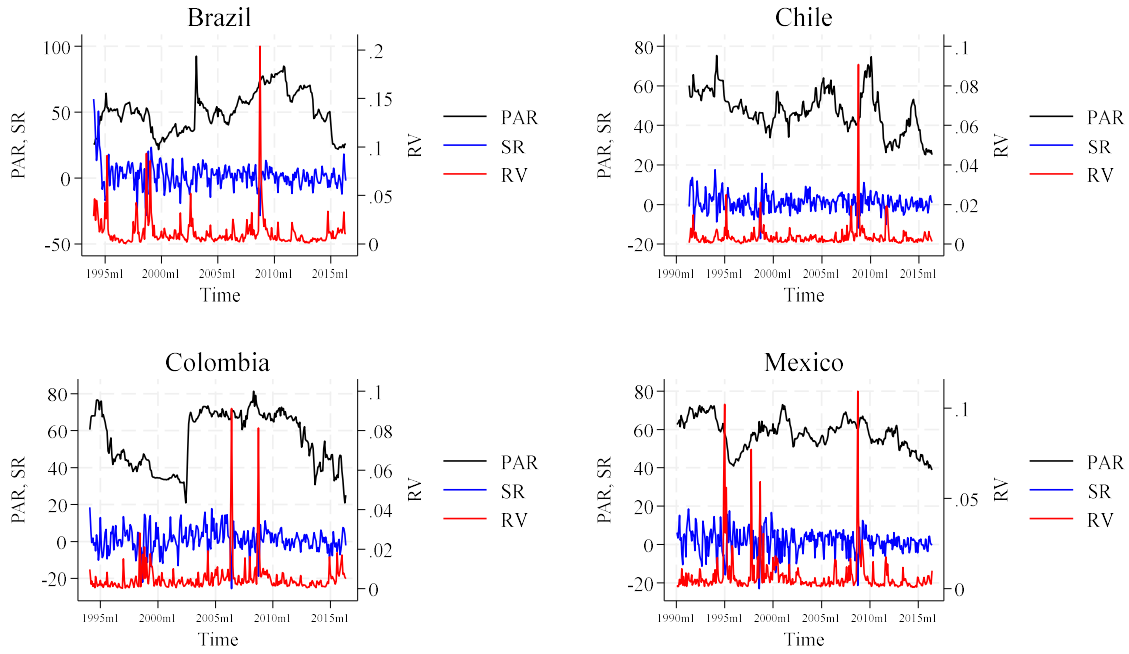 Brazil
100
50
0
-50
PAR, SR
.2
.15
.1
.05
0
RV
1995m1
2000m1
2005m1
2010m1
2015m1
Time
PAR
SR
RV
Chile
80
60
40
20
0
-20
PAR, SR
.1
.08
.06
.04
.02
0
RV
1990m1
1995m1
2000m1
2005m1
2010m1
2015m1
Time
PAR
SR
RV
Colombia
80
60
40
20
0
-20
PAR, SR
.1
.08
.06
.04
.02
0
RV
1995m1
2000m1
2005m1
2010m1
2015m1
Time
PAR
SR
RV
Mexico
80
60
40
20
0
-20
PAR, SR
.1
.05
0
RV
1990m1
1995m1
2000m1
2005m1
2010m1
2015m1
Time
PAR
SR
RV